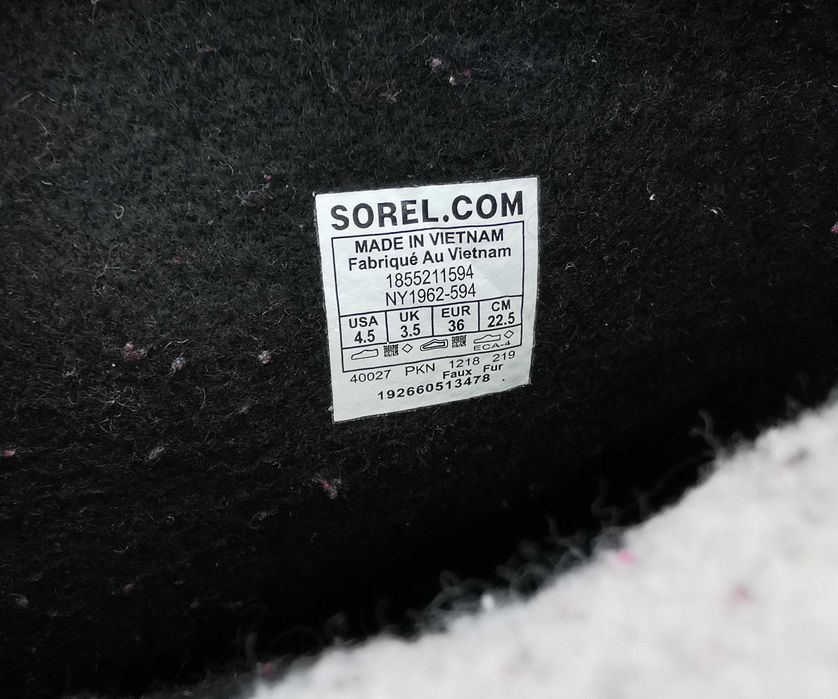 SOREL.COM
MADE IN VIETNAM
Fabriqué Au Vietnam
1855211594
NY1962-594
USA UK EUR CM
4.5 3.5 36 22.5
ECA-4
40027 PKN 1218 219
Faux Fur
192660513478